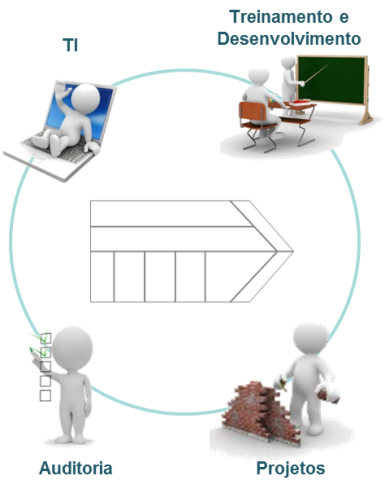 TI
Treinamento e
Desenvolvimento
Auditoria
Projetos